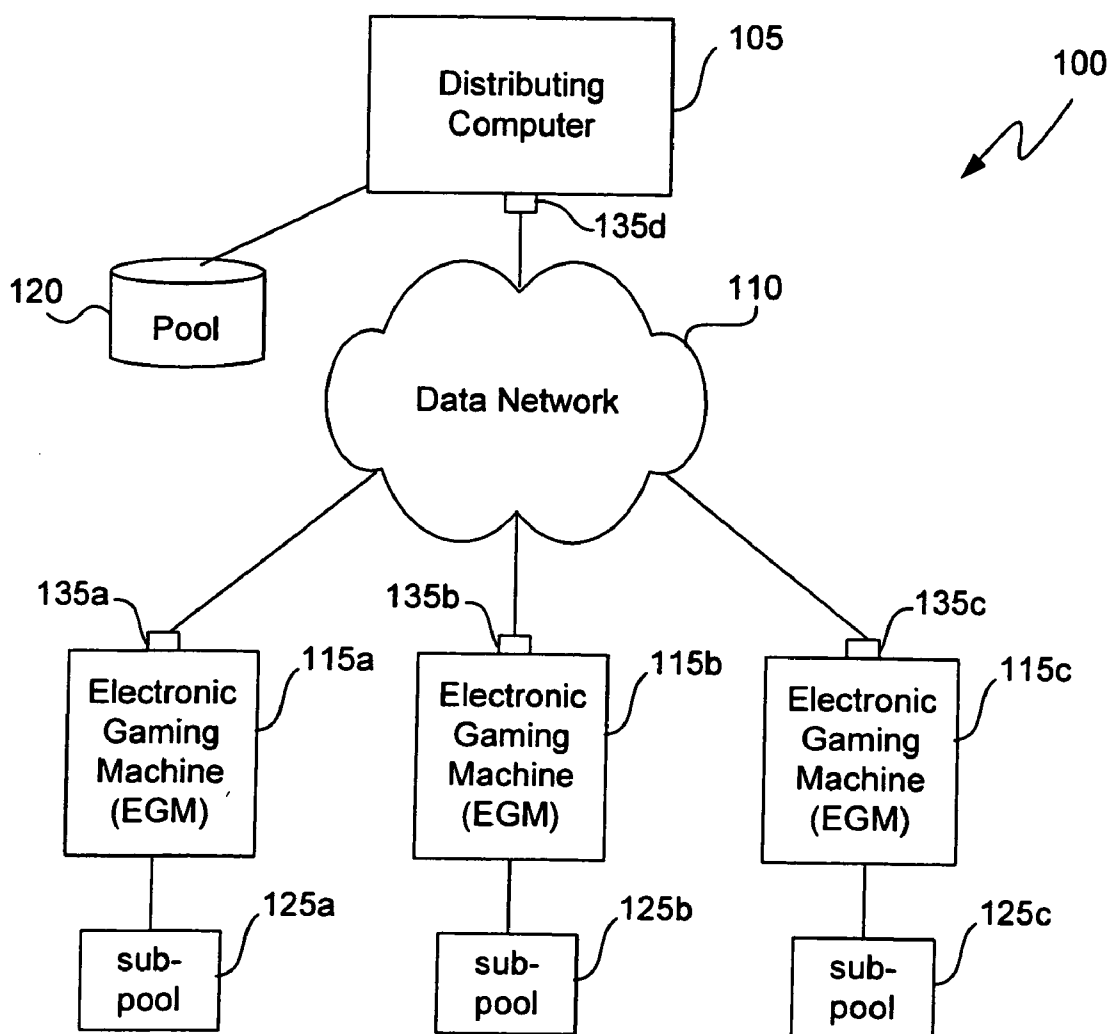 105
100
Distributing
Computer
135d
120
Pool
110
Data Network
135a
135b
135c
115a
115b
115c
Electronic
Gaming
Machine
(EGM)
Electronic
Gaming
Machine
(EGM)
Electronic
Gaming
Machine
(EGM)
125a
125b
125c
sub-
pool
sub-
pool
sub-
pool